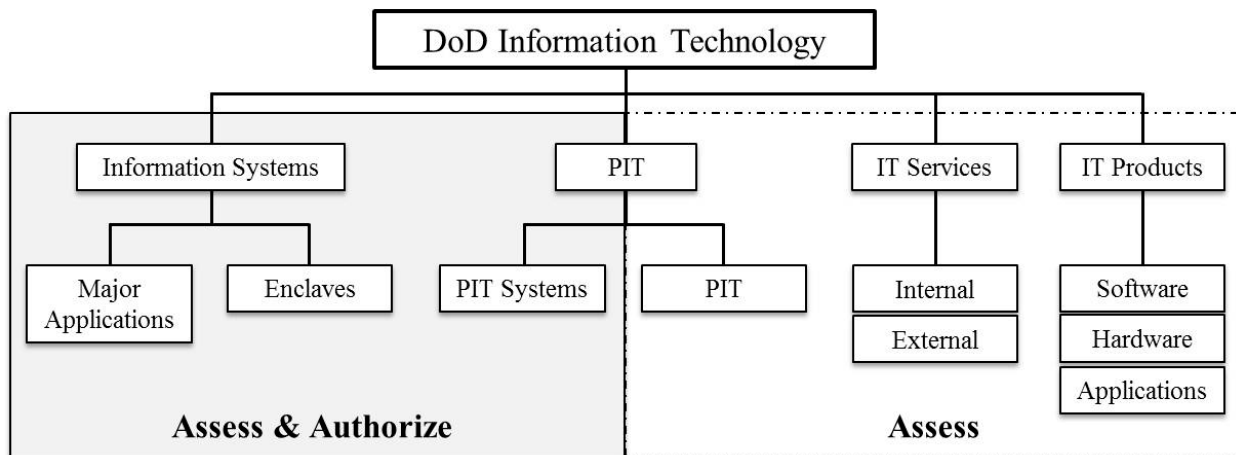 DoD Information Technology
Information Systems
PIT
IT Services
IT Products
Major
Applications
Enclaves
PIT Systems
PIT
Internal
External
Software
Hardware
Applications
Assess & Authorize
Assess